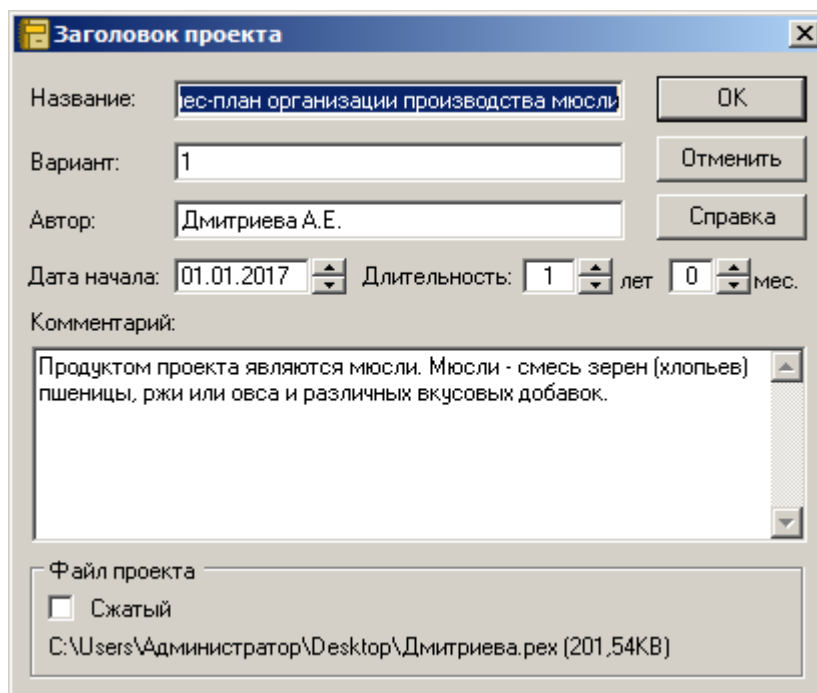 Заголовок проекта
Название: ес-план организации производства мюсли OK
Вариант: 1 Отменить
Автор: Дмитриева А.Е. Справка
Дата начала: 01.01.2017 Длительность: 1 лет 0 мес.
Комментарий:
Продуктом проекта являются мюсли. Мюсли - смесь зерен (хлопьев)
пшеницы, ржи или овса и различных вкусовых добавок.
Файл проекта
Сжатый
C:\Users\Администратор\Desktop\Дмитриева.pex (201,54KB)